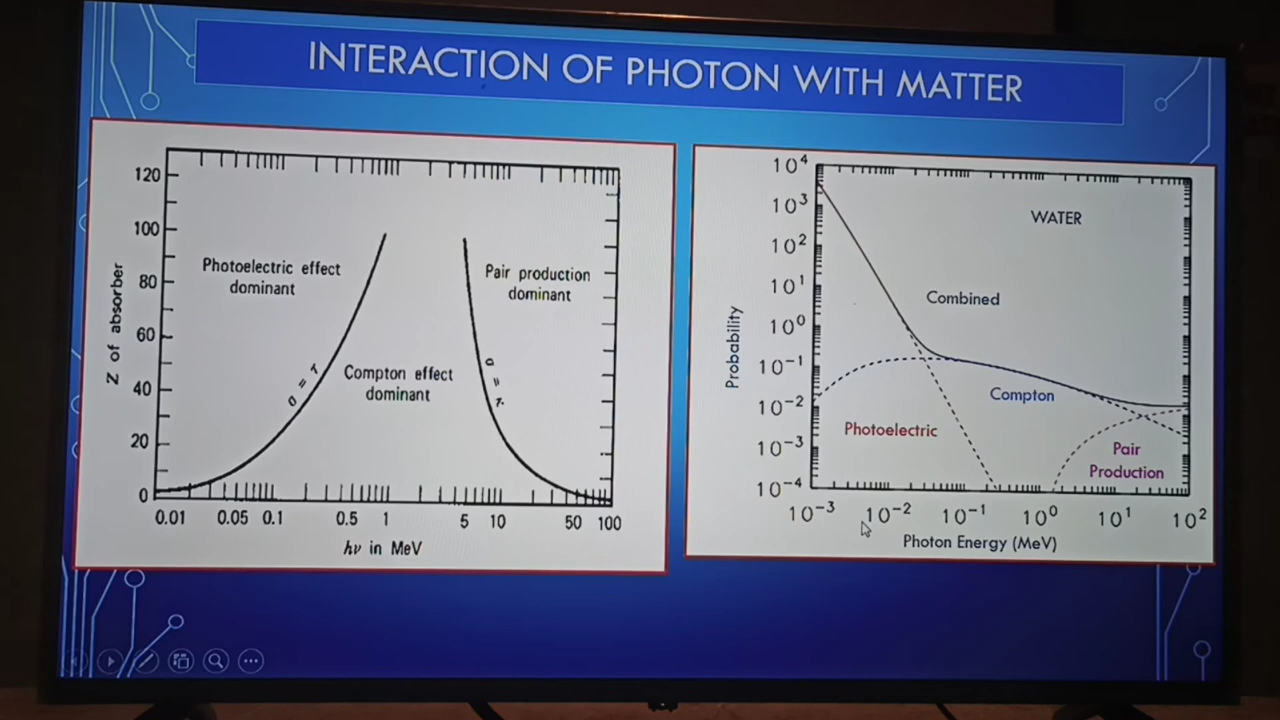 INTERACTION OF PHOTON WITH MATTER
120
100
80
60
40
20
0
Z of absorber
Photoelectric effect
dominant
Compton effect
dominant
Pair production
dominant
σ = τ
0.01 0.05 0.1 0.5 1 5 10 50 100
hν in MeV
10⁴
10³
10²
10¹
10⁰
10⁻¹
10⁻²
10⁻³
10⁻⁴
Probability
WATER
Combined
Compton
Photoelectric
Pair
Production
10⁻³ 10⁻² 10⁻¹ 10⁰ 10¹ 10²
Photon Energy (MeV)